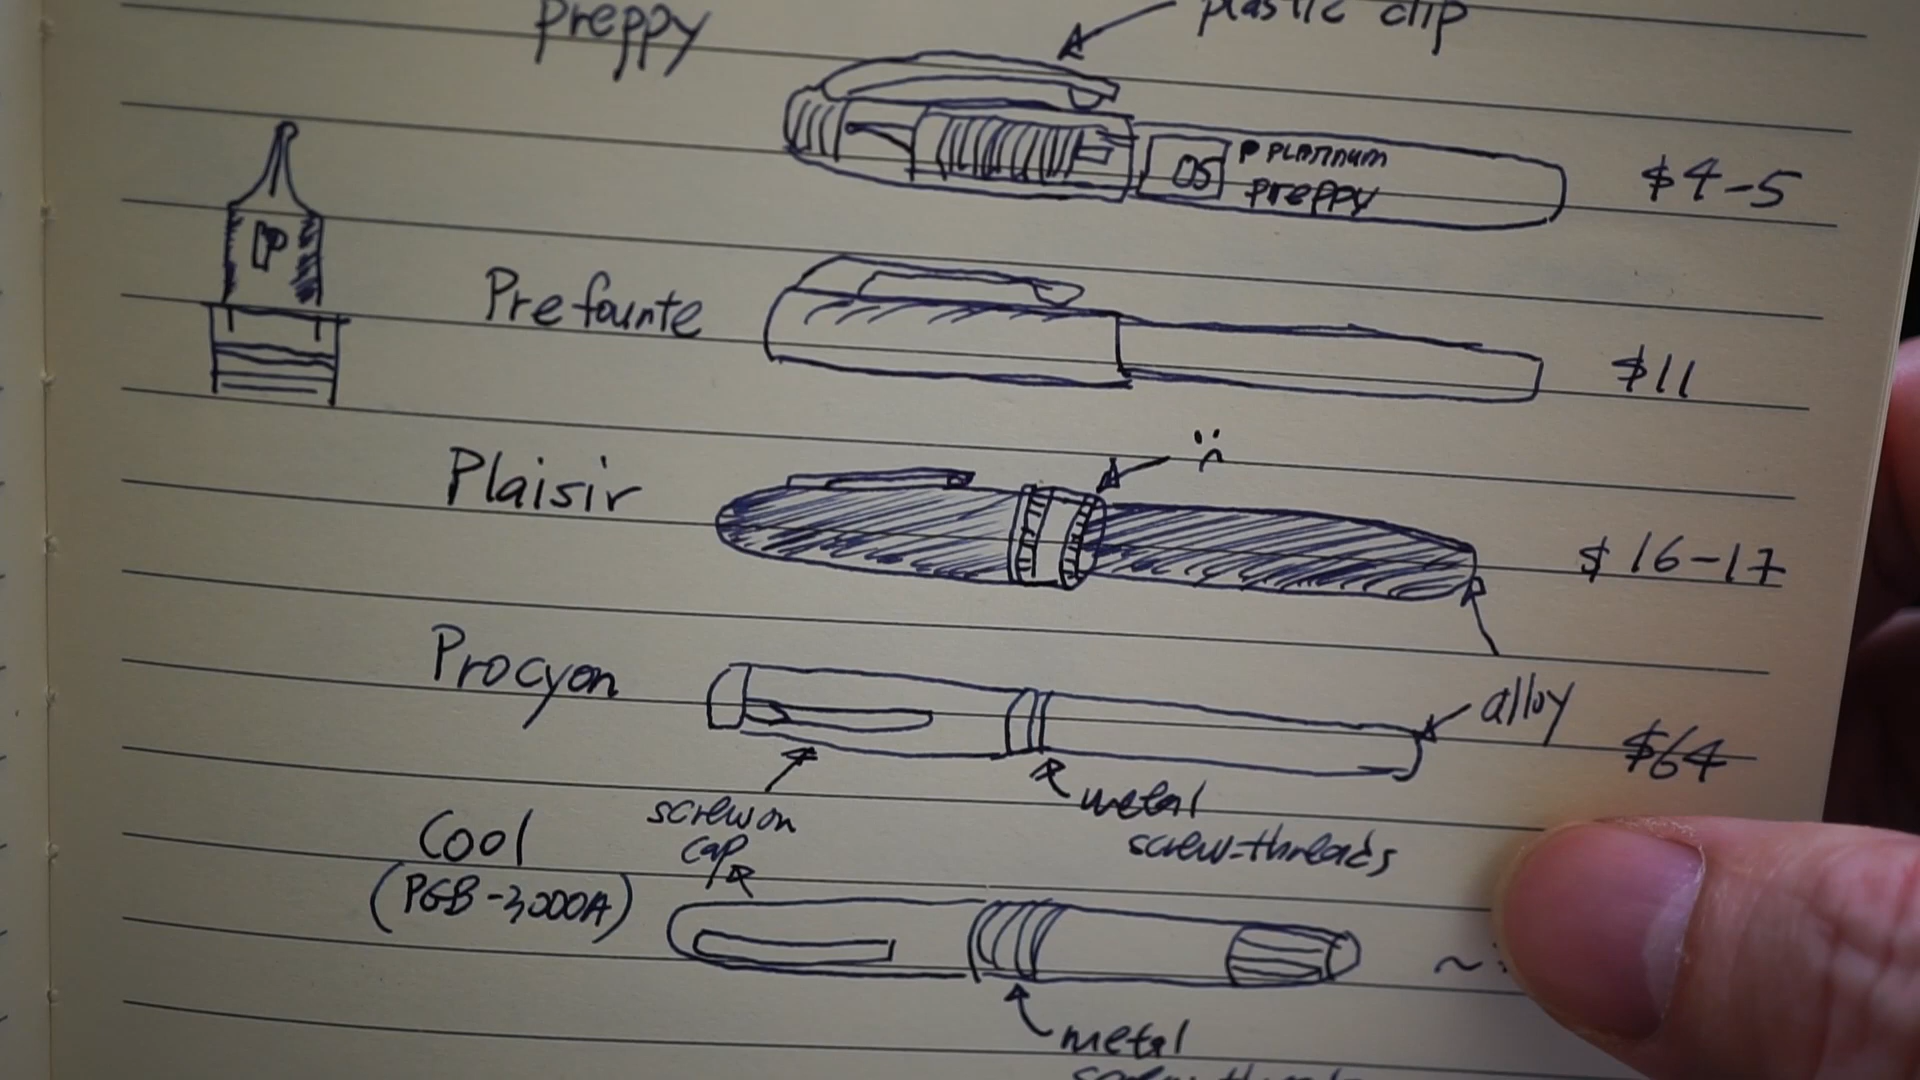 preppy
plastic clip
05
P PLATINUM
preppy
$4-5
P
Prefounte
$11
Plaisir
$16-17
Procyon
alloy
$64
screw on
cap
metal
screw-threads
Cool
(PGB-3000A)
~
metal